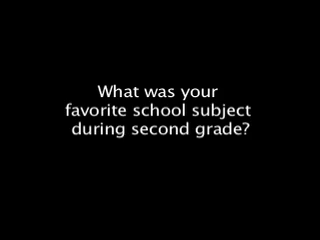 What was your
favorite school subject
during second grade?